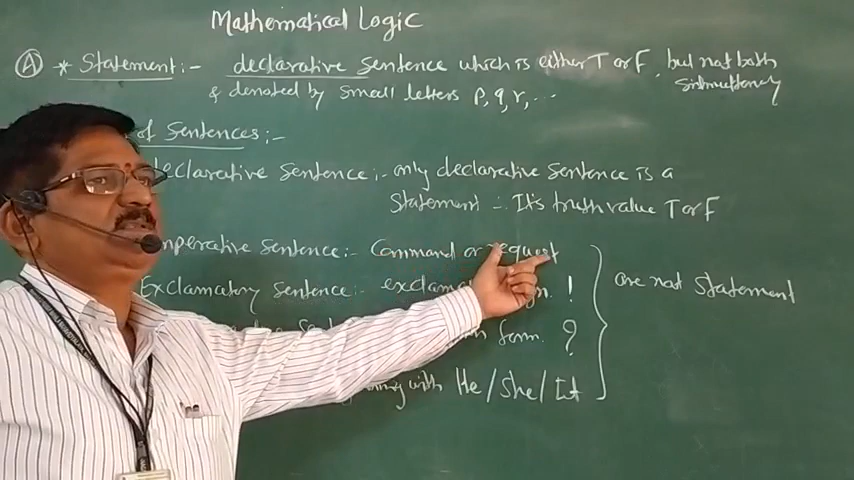 Mathematical Logic
A * Statement:- declarative sentence which is either T or F, but not both
& denoted by small letters p, q, r, ...
of Sentences:-
declarative sentence:- only declarative sentence is a
Statement ∴ It's truth value T or F
mperative sentence:- Command or request
Exclamatory sentence:- !
form. ?
with He/She/It
are not Statement